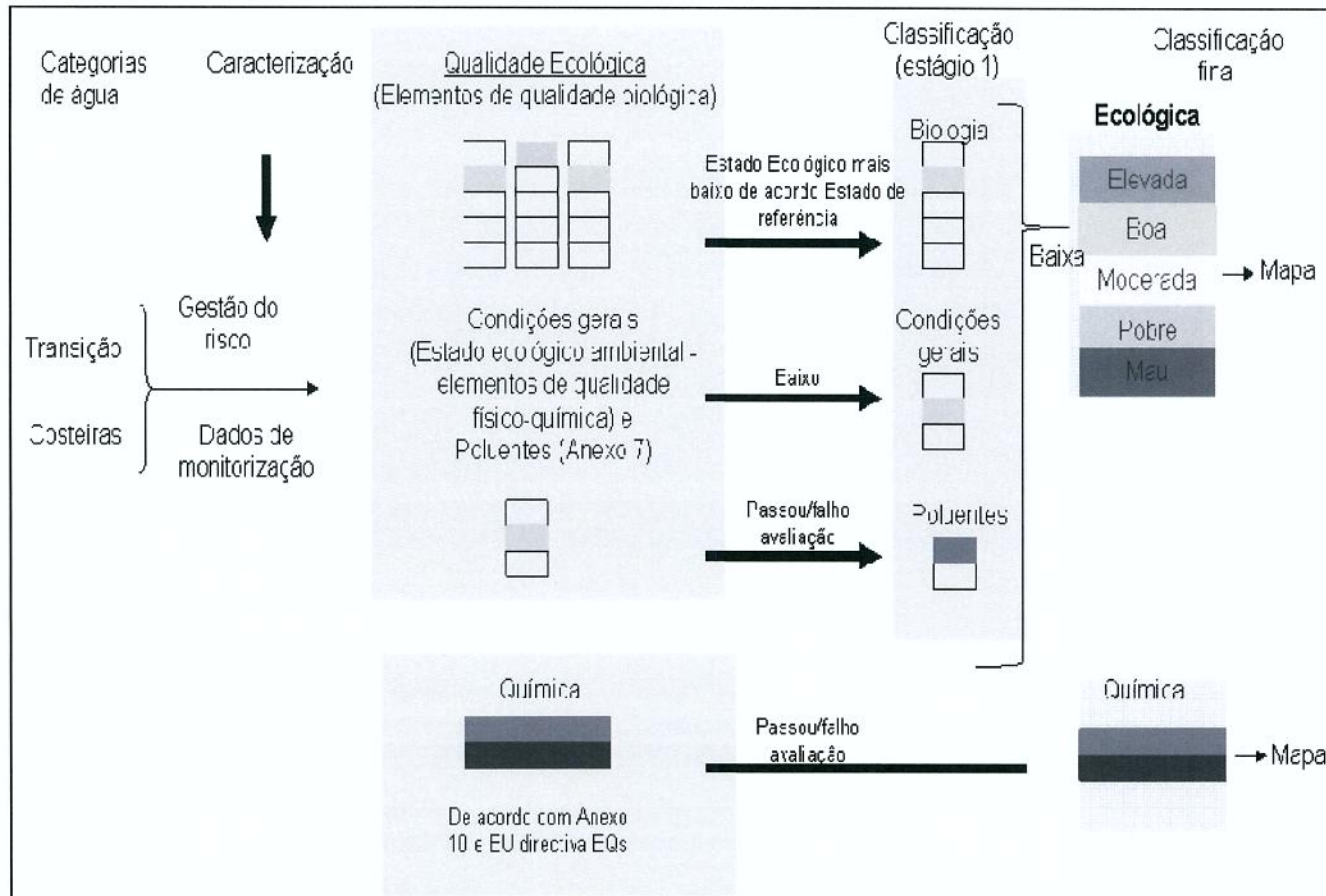 Categorias
de água
Caracterização
Qualidade Ecológica
(Elementos de qualidade biológica)
Classificação
(estágio 1)
Classificação
fina
Ecológica
Biologia
Estado Ecológico mais
baixo de acordo Estado de
referência
Elevada
Boa
Baixa
Mocerada
Mapa
Pobre
Mau
Gestão do
risco
Transição
Costeiras
Dados de
monitorização
Condições gerais
(Estado ecológico ambiental -
elementos de qualidade
físico-química) e
Poluentes (Anexo 7)
Baixo
Condições
gerais
Passou/falho
avaliação
Poluentes
Química
Passou/falho
avaliação
Química
Mapa
De acordo com Anexo
10 e EU directiva EQs